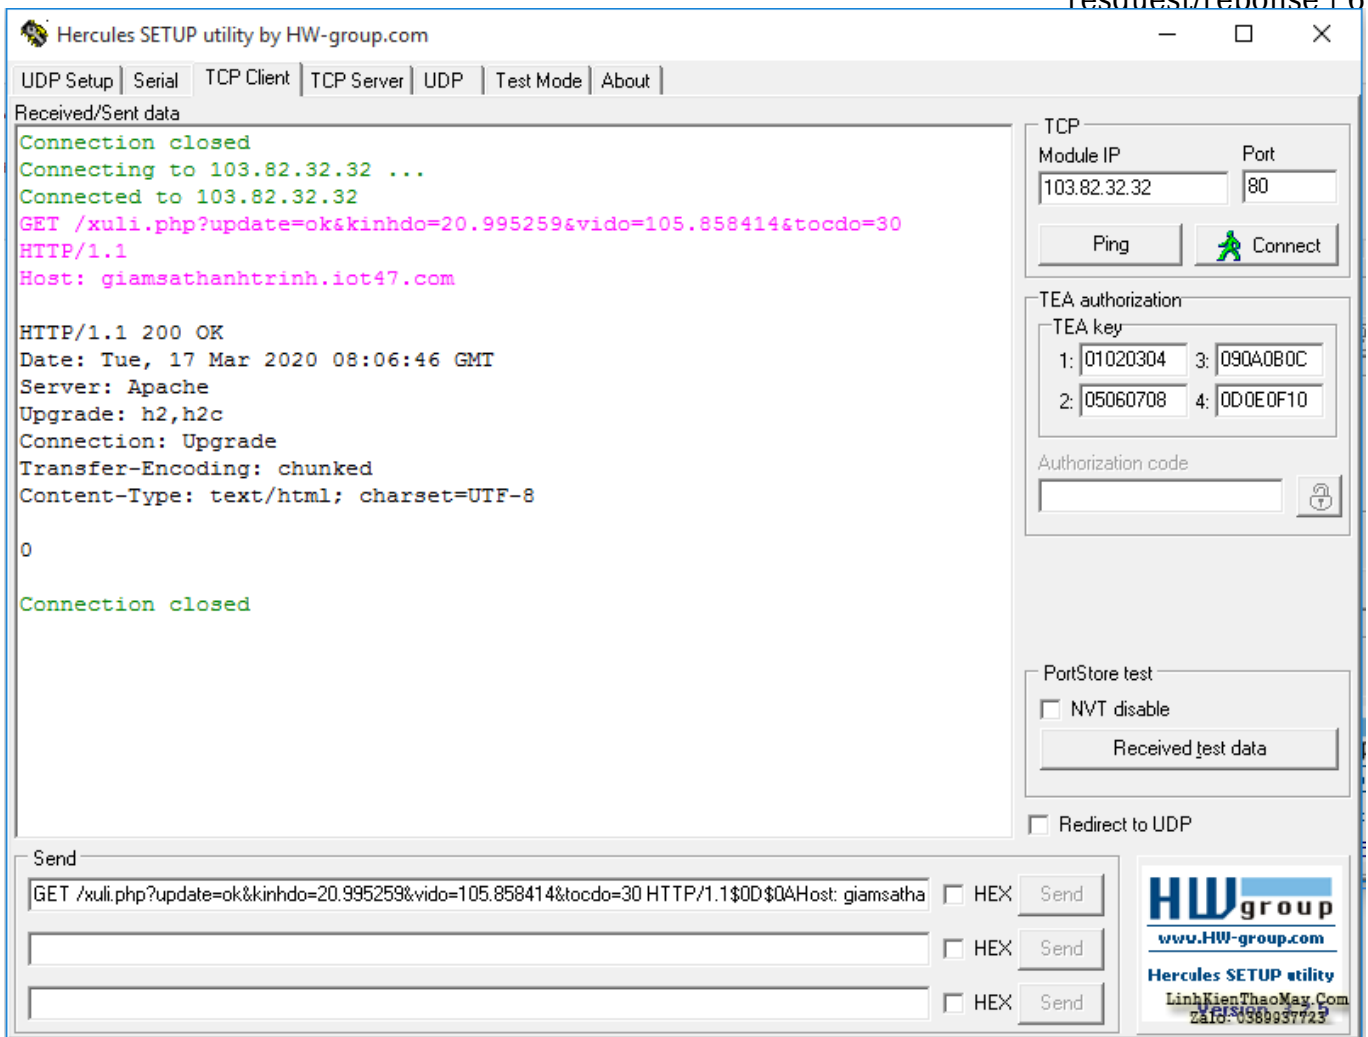 Hercules SETUP utility by HW-group.com
UDP Setup Serial TCP Client TCP Server UDP Test Mode About
Received/Sent data
Connection closed
Connecting to 103.82.32.32 ...
Connected to 103.82.32.32
GET /xuli.php?update=ok&kinhdo=20.995259&vido=105.858414&tocdo=30
HTTP/1.1
Host: giamsathanhtrinh.iot47.com
HTTP/1.1 200 OK
Date: Tue, 17 Mar 2020 08:06:46 GMT
Server: Apache
Upgrade: h2,h2c
Connection: Upgrade
Transfer-Encoding: chunked
Content-Type: text/html; charset=UTF-8
0
Connection closed
TCP
Module IP Port
103.82.32.32 80
Ping Connect
TEA authorization
TEA key
1: 01020304 3: 090A0B0C
2: 05060708 4: 0D0E0F10
Authorization code
PortStore test
NVT disable
Received test data
Redirect to UDP
Send
GET /xuli.php?update=ok&kinhdo=20.995259&vido=105.858414&tocdo=30 HTTP/1.1$0D$0AHost: giamsatha HEX Send
HEX Send
HEX Send
HW group
www.HW-group.com
Hercules SETUP utility
LinhKienThaoMay.Com
Zalo: 0389937723